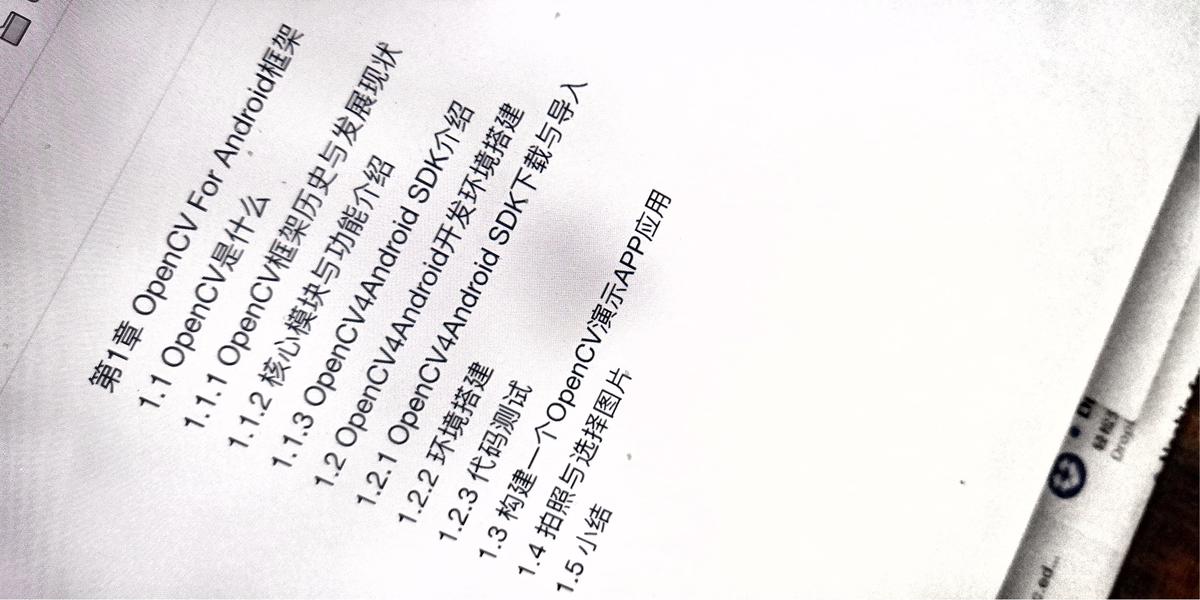 第1章 OpenCV For Android框架
1.1 OpenCV是什么
1.1.1 OpenCV框架历史与发展现状
1.1.2 核心模块与功能介绍
1.1.3 OpenCV4Android SDK介绍
1.2 OpenCV4Android开发环境搭建
1.2.1 OpenCV4Android SDK下载与导入
1.2.2 环境搭建
1.2.3 代码测试
1.3 构建一个OpenCV演示APP应用
1.4 拍照与选择图片
1.5 小结